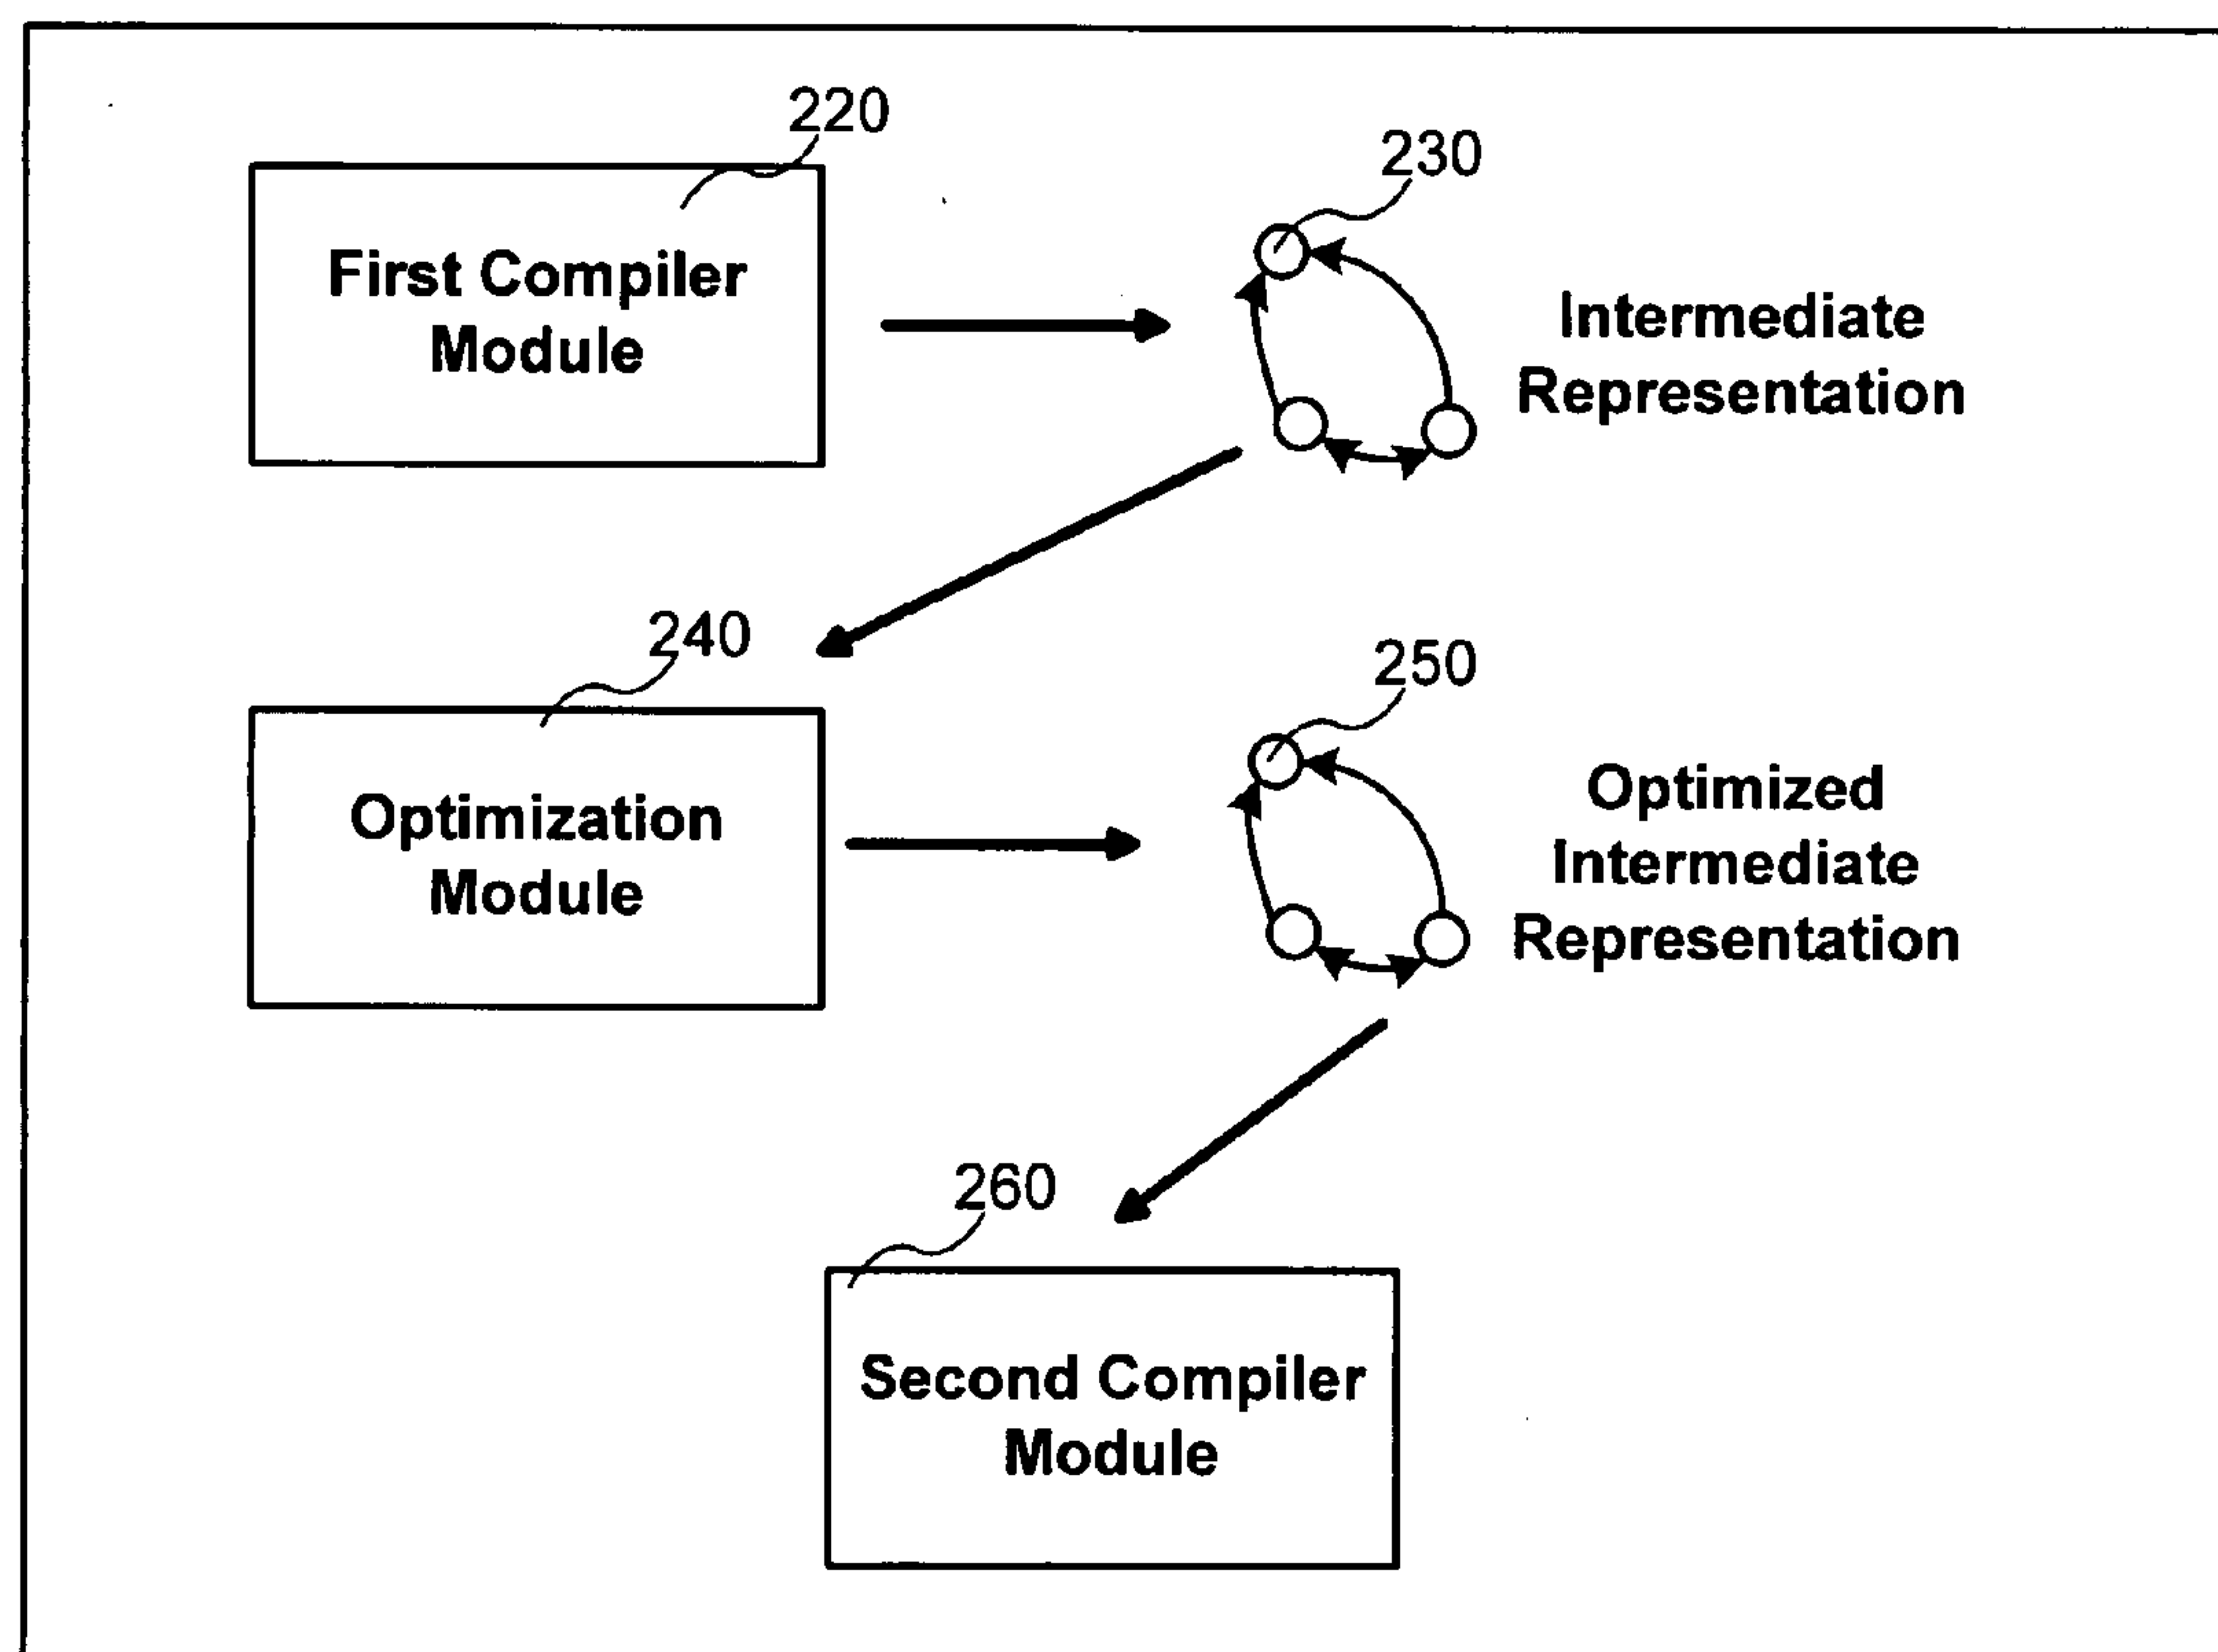 220
First Compiler
Module
230
Intermediate
Representation
240
Optimization
Module
250
Optimized
Intermediate
Representation
260
Second Compiler
Module